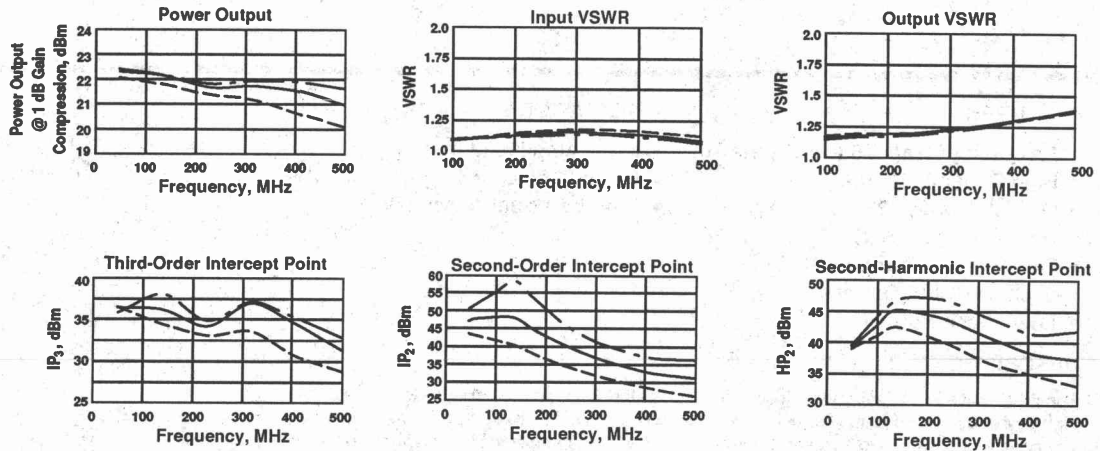 Power Output
Power Output
@ 1 dB Gain
Compression, dBm
24
23
22
21
20
19
0 100 200 300 400 500
Frequency, MHz
Input VSWR
VSWR
2.0
1.75
1.5
1.25
1.0
100 200 300 400 500
Frequency, MHz
Output VSWR
VSWR
2.0
1.75
1.5
1.25
1.0
100 200 300 400 500
Frequency, MHz
Third-Order Intercept Point
IP3, dBm
40
35
30
25
0 100 200 300 400 500
Frequency, MHz
Second-Order Intercept Point
IP2, dBm
60
55
50
45
40
35
30
25
0 100 200 300 400 500
Frequency, MHz
Second-Harmonic Intercept Point
HP2, dBm
50
45
40
35
30
0 100 200 300 400 500
Frequency, MHz